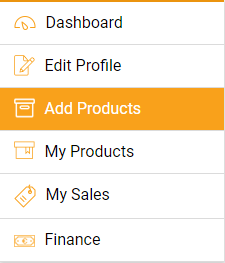 Dashboard
Edit Profile
Add Products
My Products
My Sales
Finance